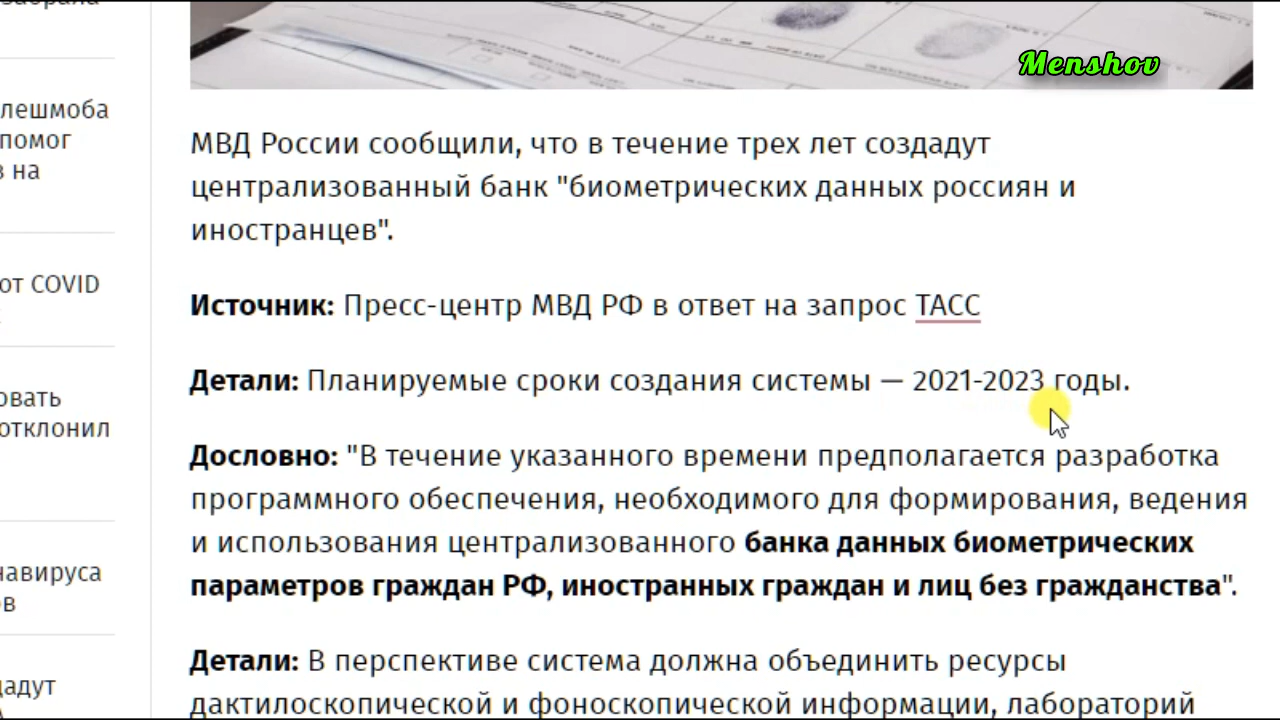 Menshov
лешмоба
помог
на
от COVID
овать
отклонил
навируса
ов
дадут
МВД России сообщили, что в течение трех лет создадут
централизованный банк "биометрических данных россиян и
иностранцев".
Источник: Пресс-центр МВД РФ в ответ на запрос ТАСС
Детали: Планируемые сроки создания системы — 2021-2023 годы.
Дословно: "В течение указанного времени предполагается разработка
программного обеспечения, необходимого для формирования, ведения
и использования централизованного банка данных биометрических
параметров граждан РФ, иностранных граждан и лиц без гражданства".
Детали: В перспективе система должна объединить ресурсы
дактилоскопической и фоноскопической информации, лабораторий